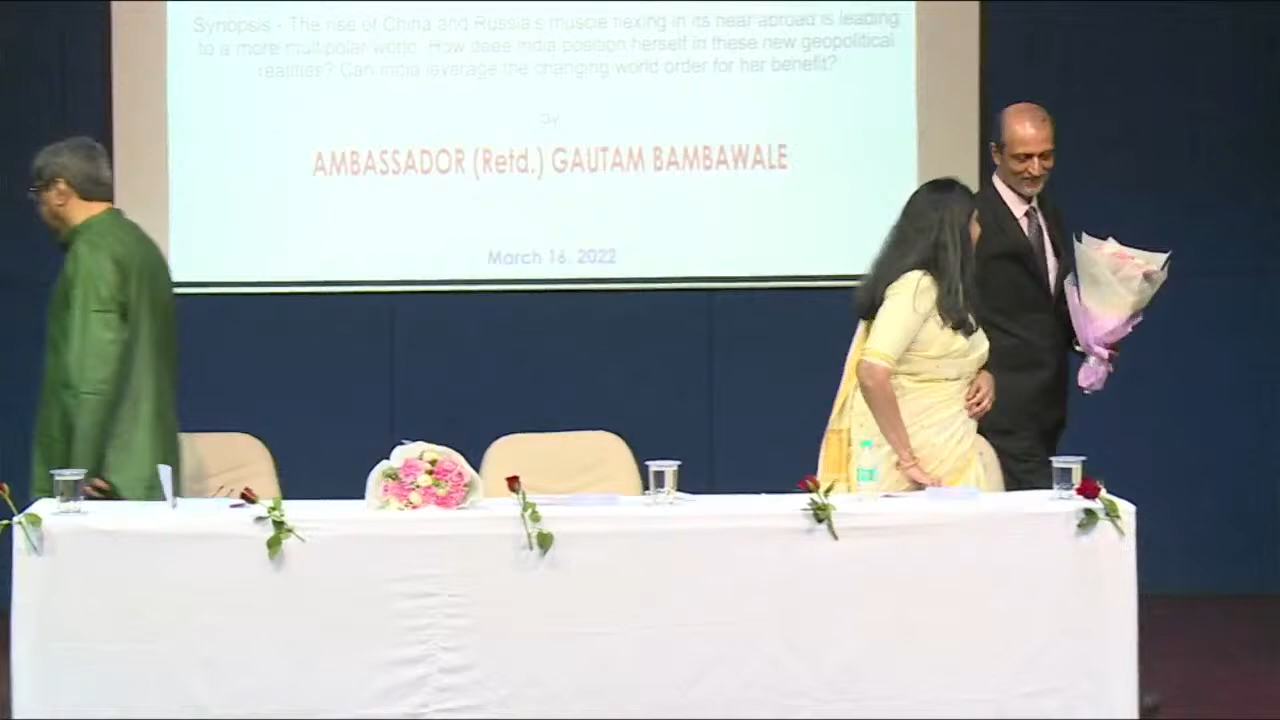 Synopsis - The rise of China and Russia's muscle flexing in its near abroad is leading
to a more multipolar world. How does India position herself in these new geopolitical
realities? Can India leverage the changing world order for her benefit?
by
AMBASSADOR (Retd.) GAUTAM BAMBAWALE
March 16, 2022